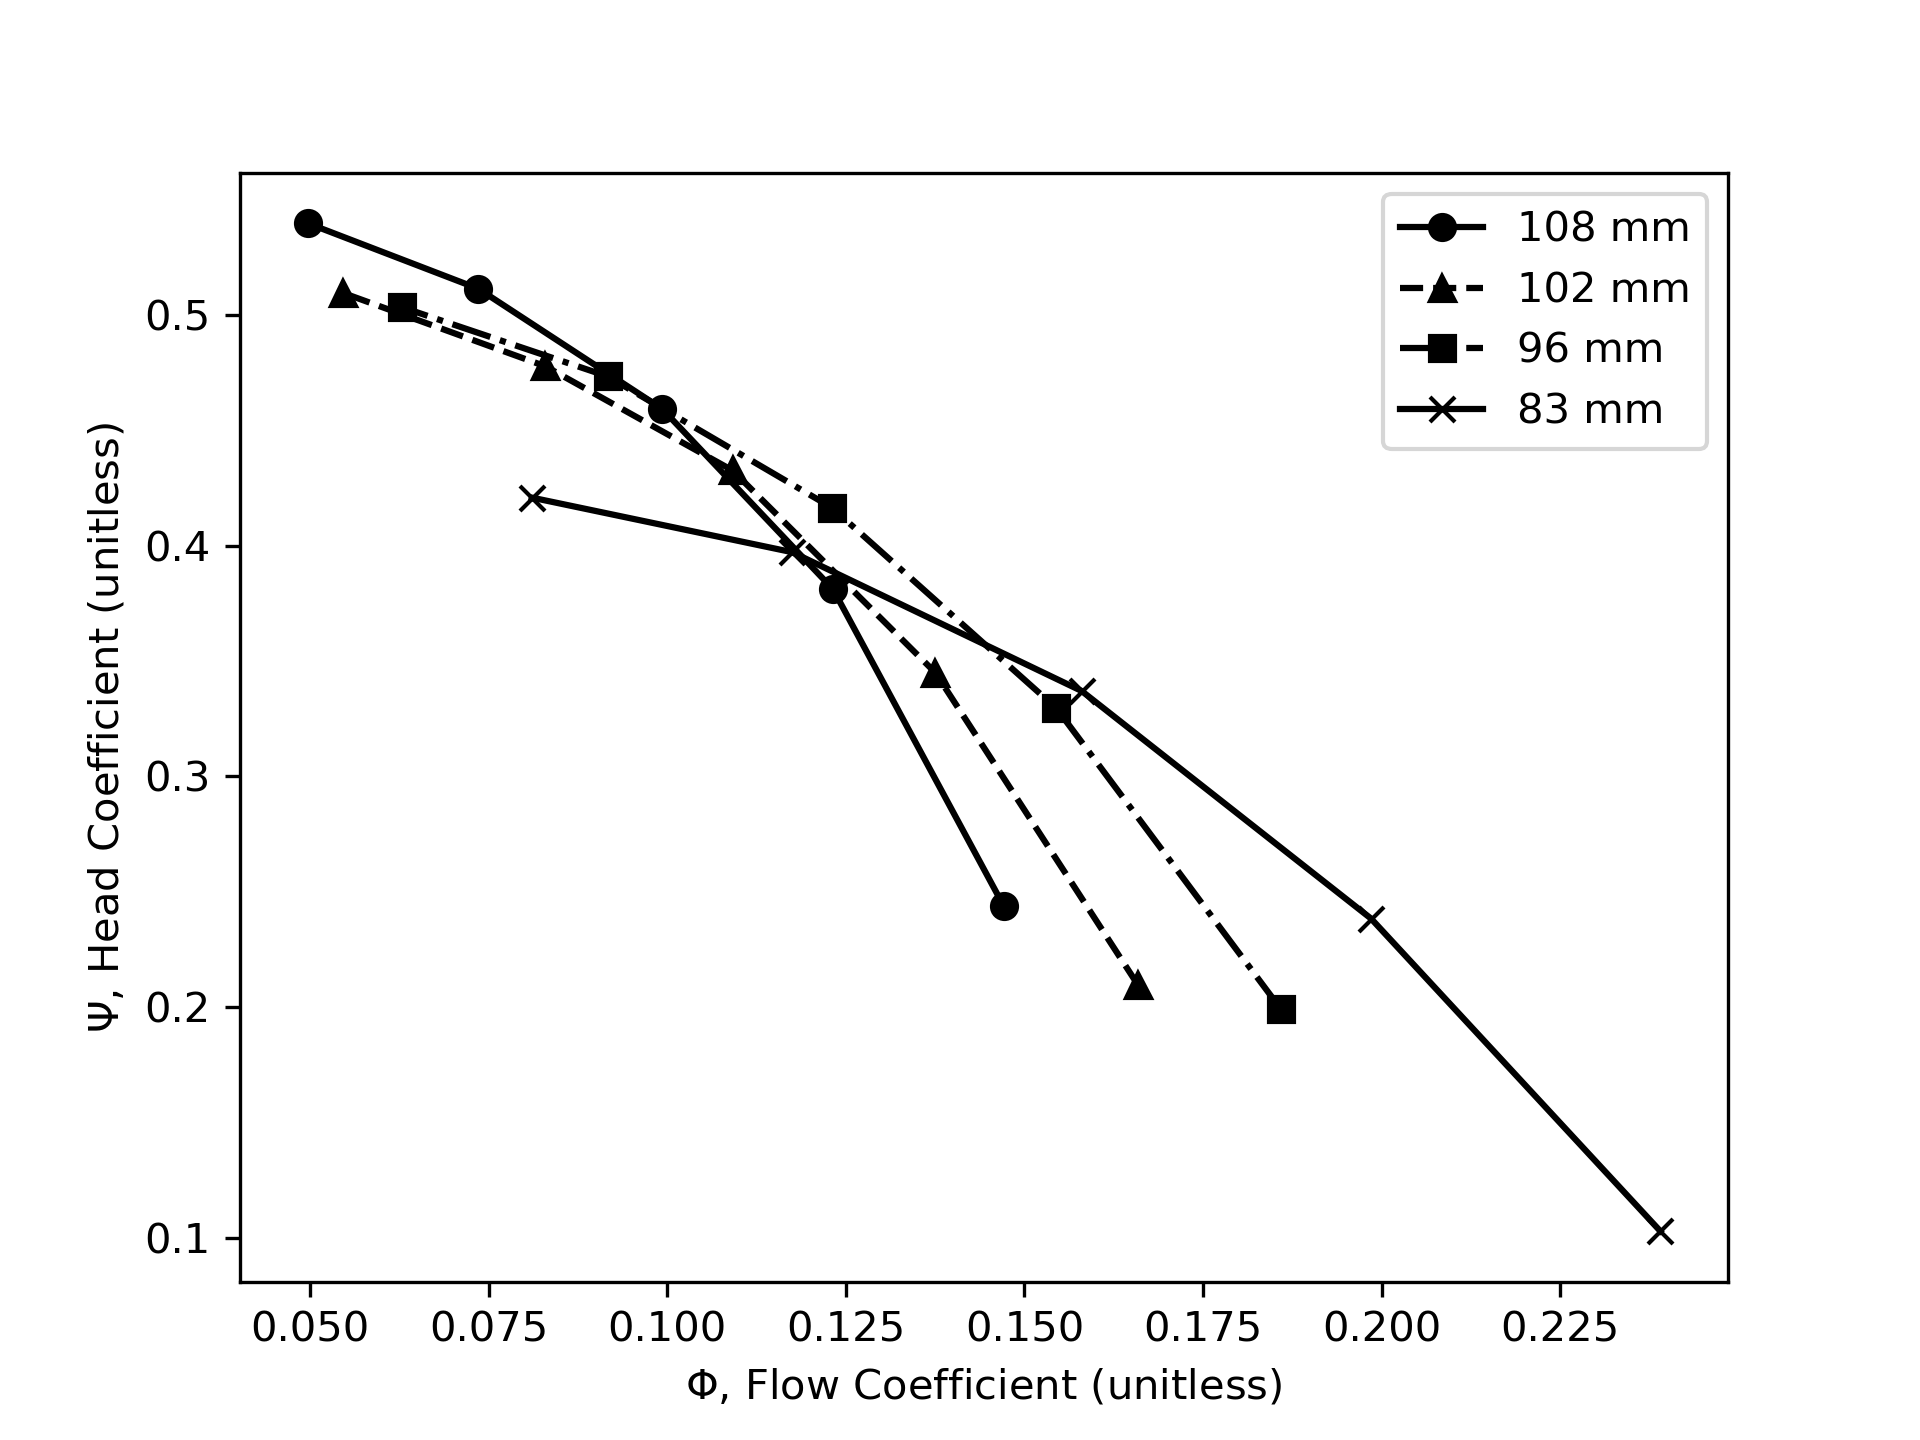 108 mm
102 mm
96 mm
83 mm
Ψ, Head Coefficient (unitless)
0.5
0.4
0.3
0.2
0.1
0.050 0.075 0.100 0.125 0.150 0.175 0.200 0.225
Φ, Flow Coefficient (unitless)